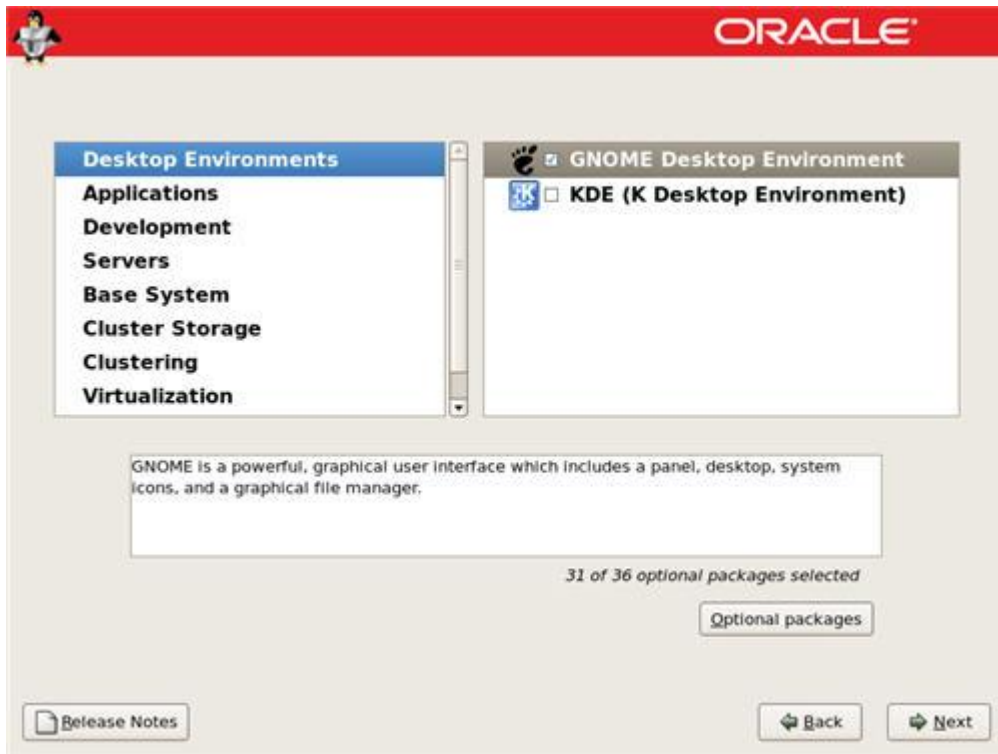 ORACLE
Desktop Environments
Applications
Development
Servers
Base System
Cluster Storage
Clustering
Virtualization
GNOME Desktop Environment
KDE (K Desktop Environment)
GNOME is a powerful, graphical user interface which includes a panel, desktop, system
icons, and a graphical file manager.
31 of 36 optional packages selected
Optional packages
Release Notes
Back
Next